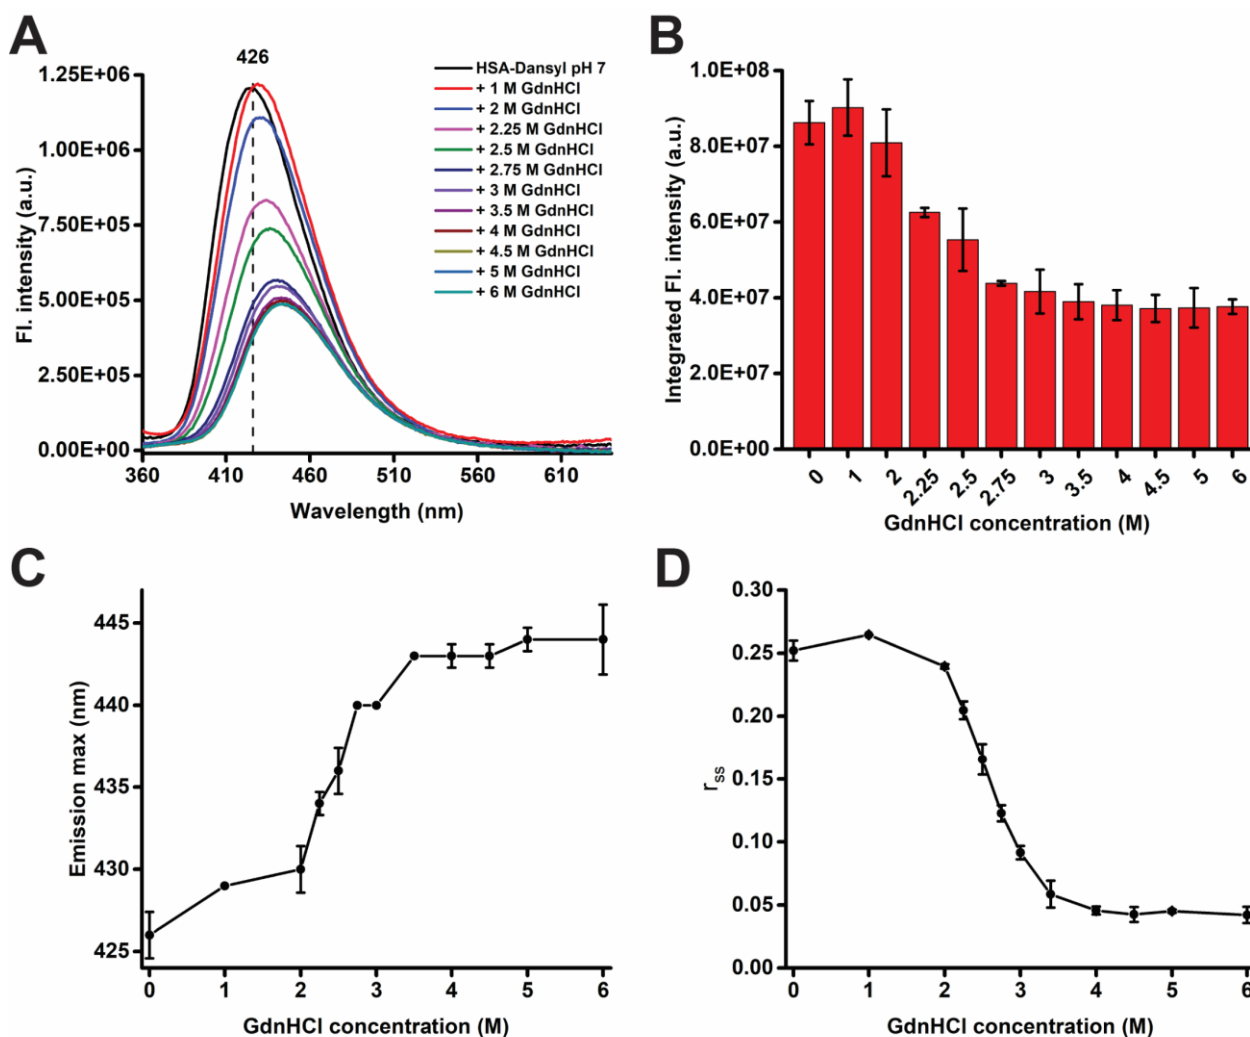 A
426
1.25E+06
1.00E+06
7.50E+05
5.00E+05
2.50E+05
0.00E+00
Fl. intensity (a.u.)
360
410
460
510
560
610
Wavelength (nm)
HSA-Dansyl pH 7
+ 1 M GdnHCl
+ 2 M GdnHCl
+ 2.25 M GdnHCl
+ 2.5 M GdnHCl
+ 2.75 M GdnHCl
+ 3 M GdnHCl
+ 3.5 M GdnHCl
+ 4 M GdnHCl
+ 4.5 M GdnHCl
+ 5 M GdnHCl
+ 6 M GdnHCl
B
1.0E+08
8.0E+07
6.0E+07
4.0E+07
2.0E+07
0.0E+00
Integrated Fl. intensity (a.u.)
0
1
2
2.25
2.5
2.75
3
3.5
4
4.5
5
6
GdnHCl concentration (M)
C
445
440
435
430
425
Emission max (nm)
0
1
2
3
4
5
6
GdnHCl concentration (M)
D
0.30
0.25
0.20
0.15
0.10
0.05
0.00
rss
0
1
2
3
4
5
6
GdnHCl concentration (M)